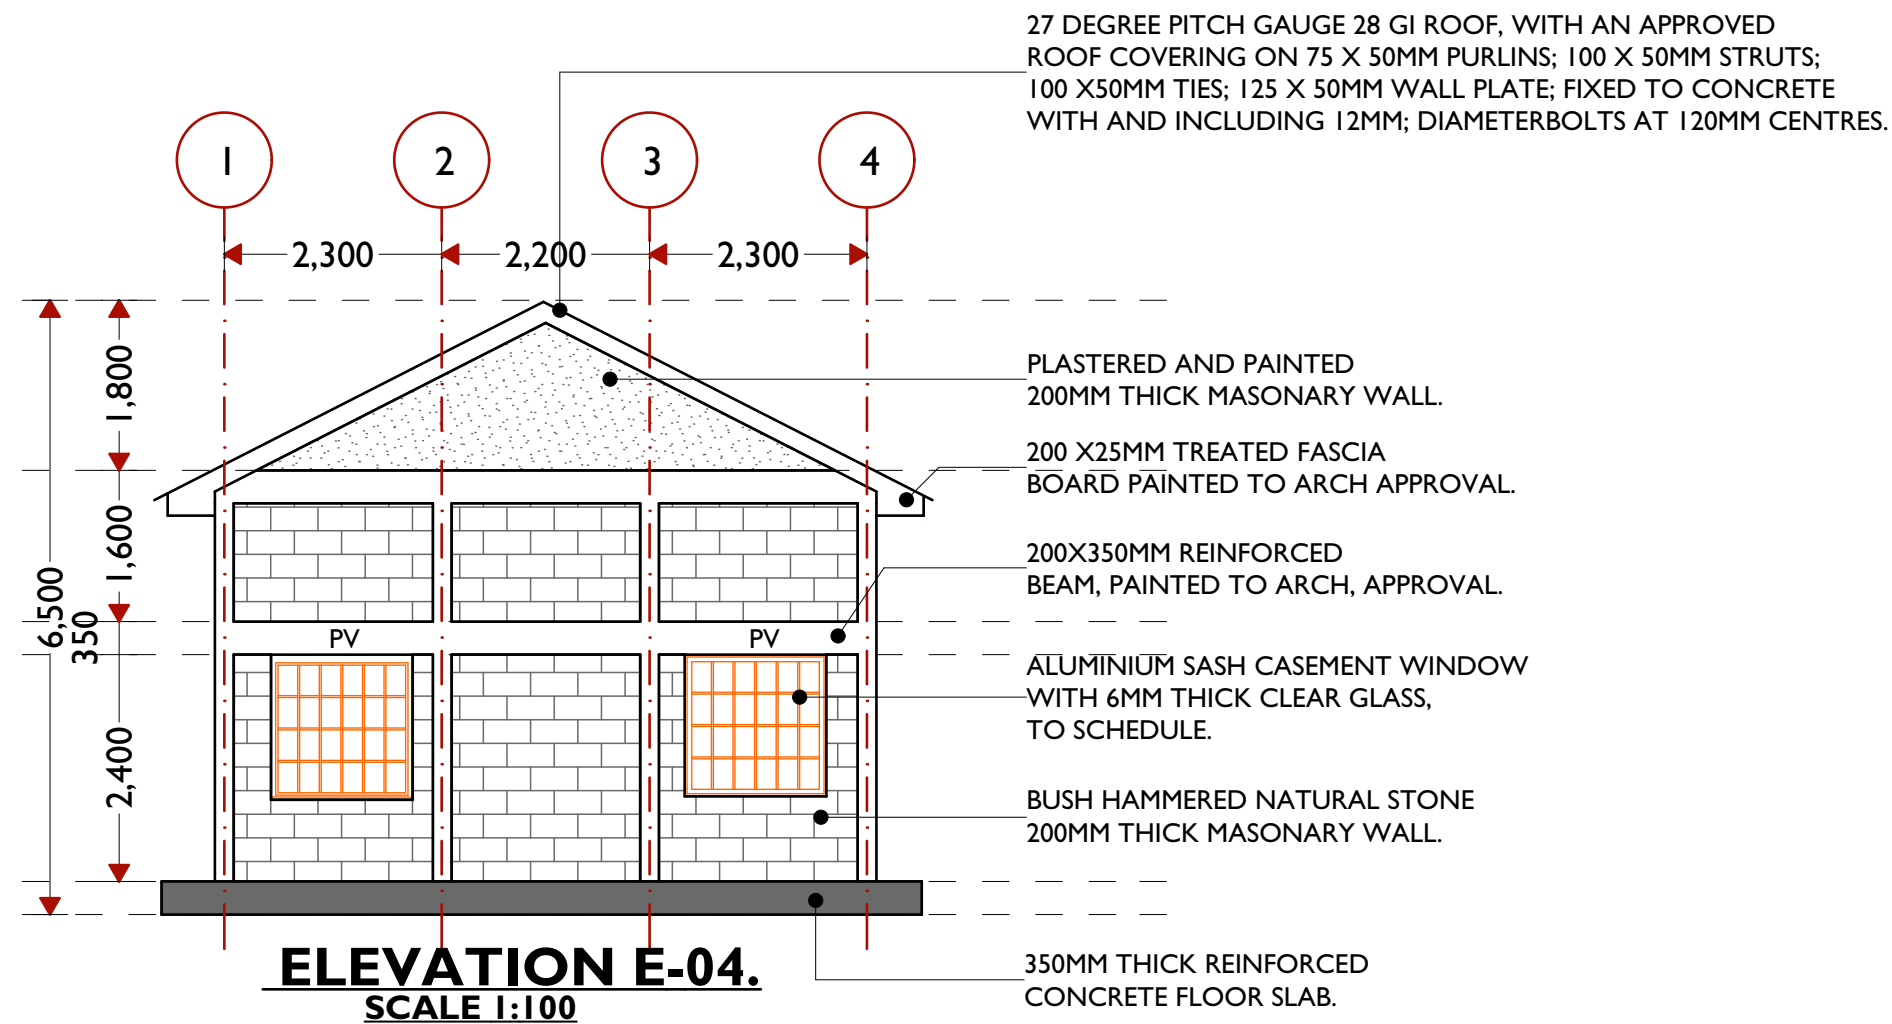 27 DEGREE PITCH GAUGE 28 GI ROOF, WITH AN APPROVED
ROOF COVERING ON 75 X 50MM PURLINS; 100 X 50MM STRUTS;
100 X50MM TIES; 125 X 50MM WALL PLATE; FIXED TO CONCRETE
WITH AND INCLUDING 12MM; DIAMETERBOLTS AT 120MM CENTRES.
1 2 3 4
2,300 2,200 2,300
1,800
PLASTERED AND PAINTED
200MM THICK MASONARY WALL.
200 X25MM TREATED FASCIA
BOARD PAINTED TO ARCH APPROVAL.
1,600
200X350MM REINFORCED
BEAM, PAINTED TO ARCH, APPROVAL.
6,500
350
PV PV
ALUMINIUM SASH CASEMENT WINDOW
WITH 6MM THICK CLEAR GLASS,
TO SCHEDULE.
2,400
BUSH HAMMERED NATURAL STONE
200MM THICK MASONARY WALL.
350MM THICK REINFORCED
CONCRETE FLOOR SLAB.
ELEVATION E-04.
SCALE 1:100